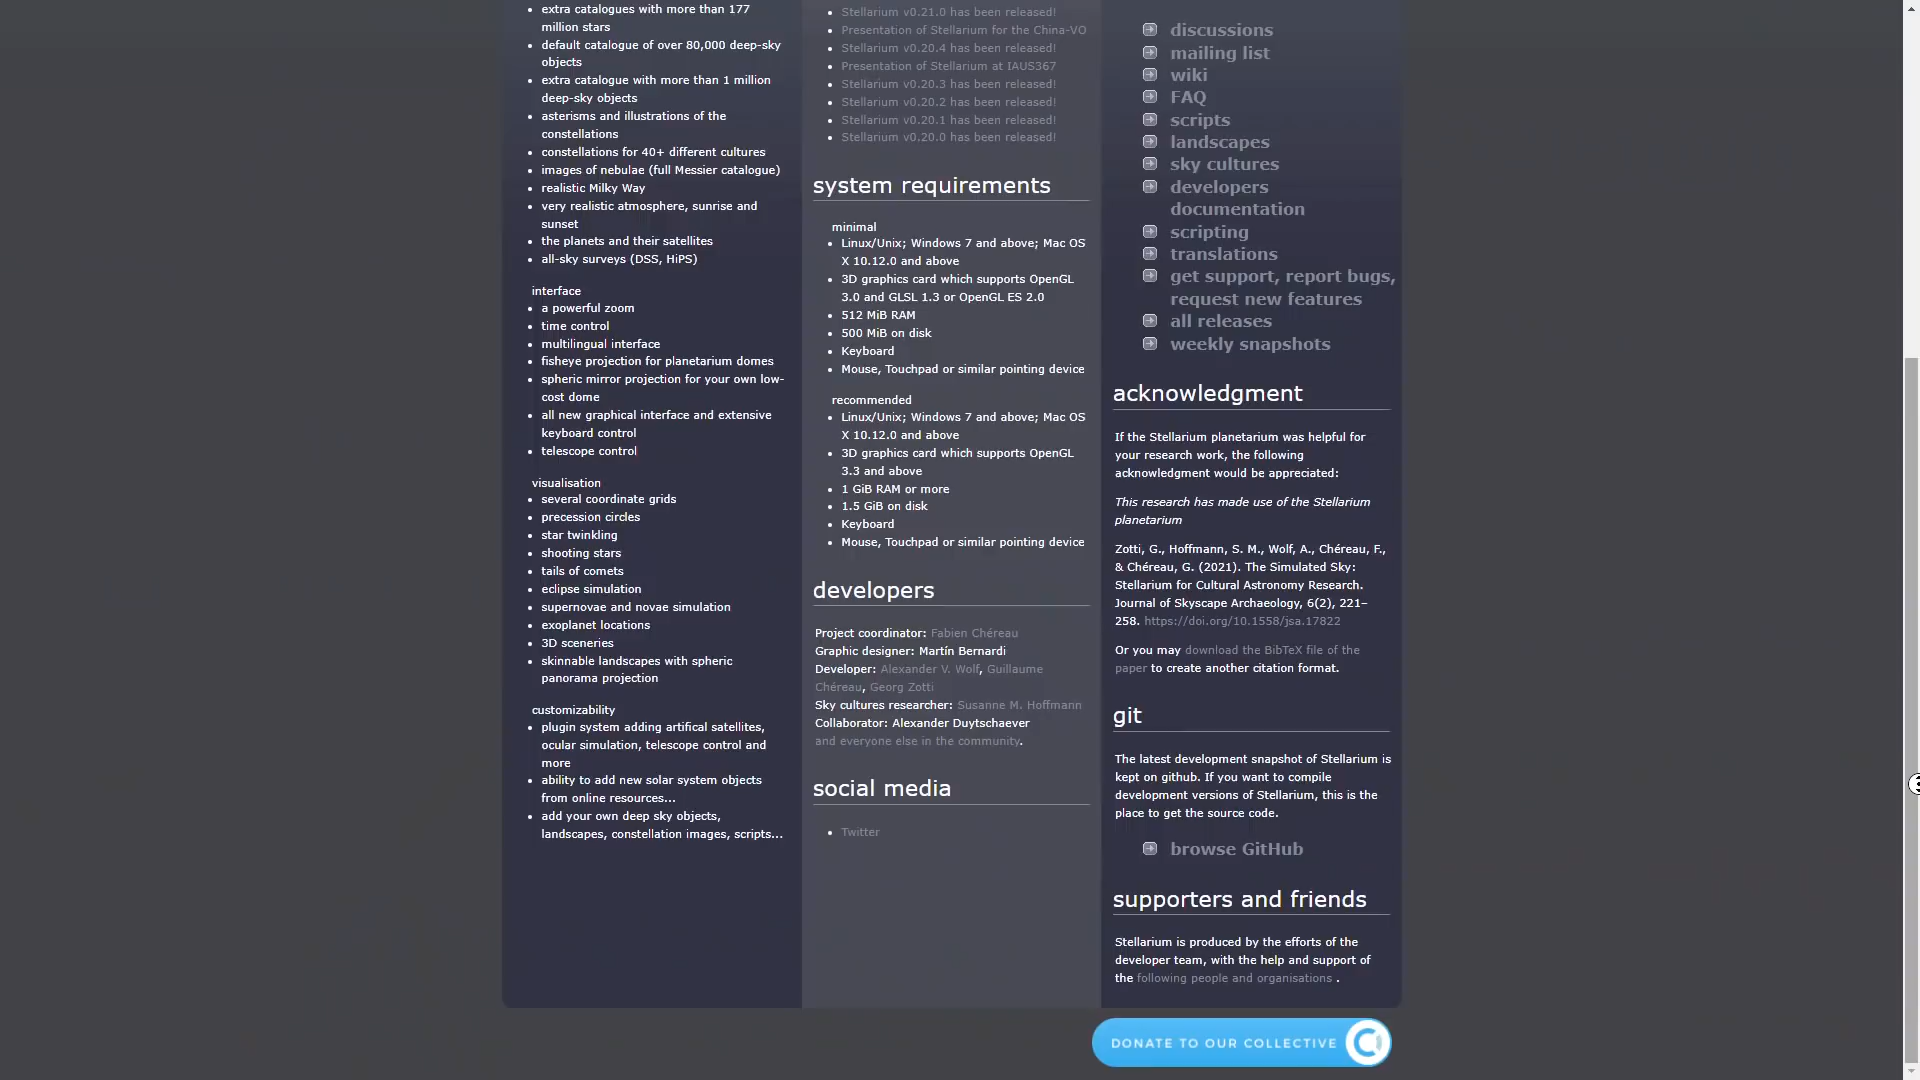 extra catalogues with more than 177
million stars
default catalogue of over 80,000 deep-sky
objects
extra catalogue with more than 1 million
deep-sky objects
asterisms and illustrations of the
constellations
constellations for 40+ different cultures
images of nebulae (full Messier catalogue)
realistic Milky Way
very realistic atmosphere, sunrise and
sunset
the planets and their satellites
all-sky surveys (DSS, HiPS)
interface
a powerful zoom
time control
multilingual interface
fisheye projection for planetarium domes
spheric mirror projection for your own low-
cost dome
all new graphical interface and extensive
keyboard control
telescope control
visualisation
several coordinate grids
precession circles
star twinkling
shooting stars
tails of comets
eclipse simulation
supernovae and novae simulation
exoplanet locations
3D sceneries
skinnable landscapes with spheric
panorama projection
customizability
plugin system adding artifical satellites,
ocular simulation, telescope control and
more
ability to add new solar system objects
from online resources...
add your own deep sky objects,
landscapes, constellation images, scripts...
Stellarium v0.21.0 has been released!
Presentation of Stellarium for the China-VO
Stellarium v0.20.4 has been released!
Presentation of Stellarium at IAUS367
Stellarium v0.20.3 has been released!
Stellarium v0.20.2 has been released!
Stellarium v0.20.1 has been released!
Stellarium v0.20.0 has been released!
system requirements
minimal
Linux/Unix; Windows 7 and above; Mac OS
X 10.12.0 and above
3D graphics card which supports OpenGL
3.0 and GLSL 1.3 or OpenGL ES 2.0
512 MiB RAM
500 MiB on disk
Keyboard
Mouse, Touchpad or similar pointing device
recommended
Linux/Unix; Windows 7 and above; Mac OS
X 10.12.0 and above
3D graphics card which supports OpenGL
3.3 and above
1 GiB RAM or more
1.5 GiB on disk
Keyboard
Mouse, Touchpad or similar pointing device
developers
Project coordinator: Fabien Chéreau
Graphic designer: Martín Bernardi
Developer: Alexander V. Wolf, Guillaume
Chéreau, Georg Zotti
Sky cultures researcher: Susanne M. Hoffmann
Collaborator: Alexander Duytschaever
and everyone else in the community.
social media
Twitter
discussions
mailing list
wiki
FAQ
scripts
landscapes
sky cultures
developers
documentation
scripting
translations
get support, report bugs,
request new features
all releases
weekly snapshots
acknowledgment
If the Stellarium planetarium was helpful for
your research work, the following
acknowledgment would be appreciated:
This research has made use of the Stellarium
planetarium
Zotti, G., Hoffmann, S. M., Wolf, A., Chéreau, F.,
& Chéreau, G. (2021). The Simulated Sky:
Stellarium for Cultural Astronomy Research.
Journal of Skyscape Archaeology, 6(2), 221–
258. https://doi.org/10.1558/jsa.17822
Or you may download the BibTeX file of the
paper to create another citation format.
git
The latest development snapshot of Stellarium is
kept on github. If you want to compile
development versions of Stellarium, this is the
place to get the source code.
browse GitHub
supporters and friends
Stellarium is produced by the efforts of the
developer team, with the help and support of
the following people and organisations .
DONATE TO OUR COLLECTIVE